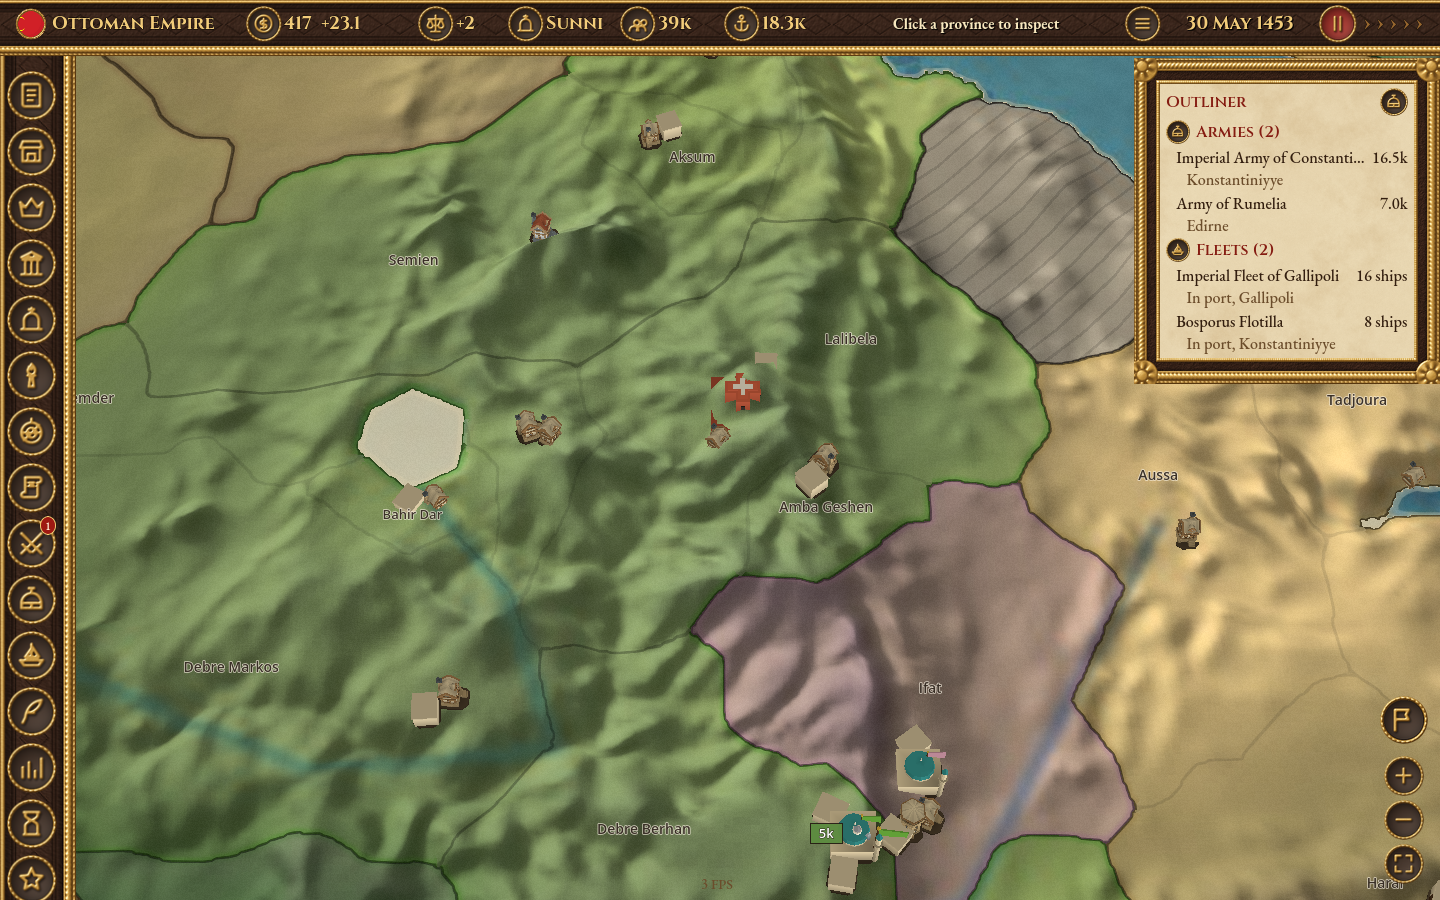 OTTOMAN EMPIRE 417 +23.1 +2 SUNNI 39K 18.3K Click a province to inspect 30 MAY 1453
OUTLINER
ARMIES (2)
Imperial Army of Constanti... 16.5k
Konstantiniyye
Army of Rumelia 7.0k
Edirne
FLEETS (2)
Imperial Fleet of Gallipoli 16 ships
In port, Gallipoli
Bosporus Flotilla 8 ships
In port, Konstantiniyye
Aksum
Semien
Lalibela
emder
Tadjoura
Aussa
Amba Geshen
Bahir Dar
1
Debre Markos
Ifat
Debre Berhan
5k
3 FPS
Harar